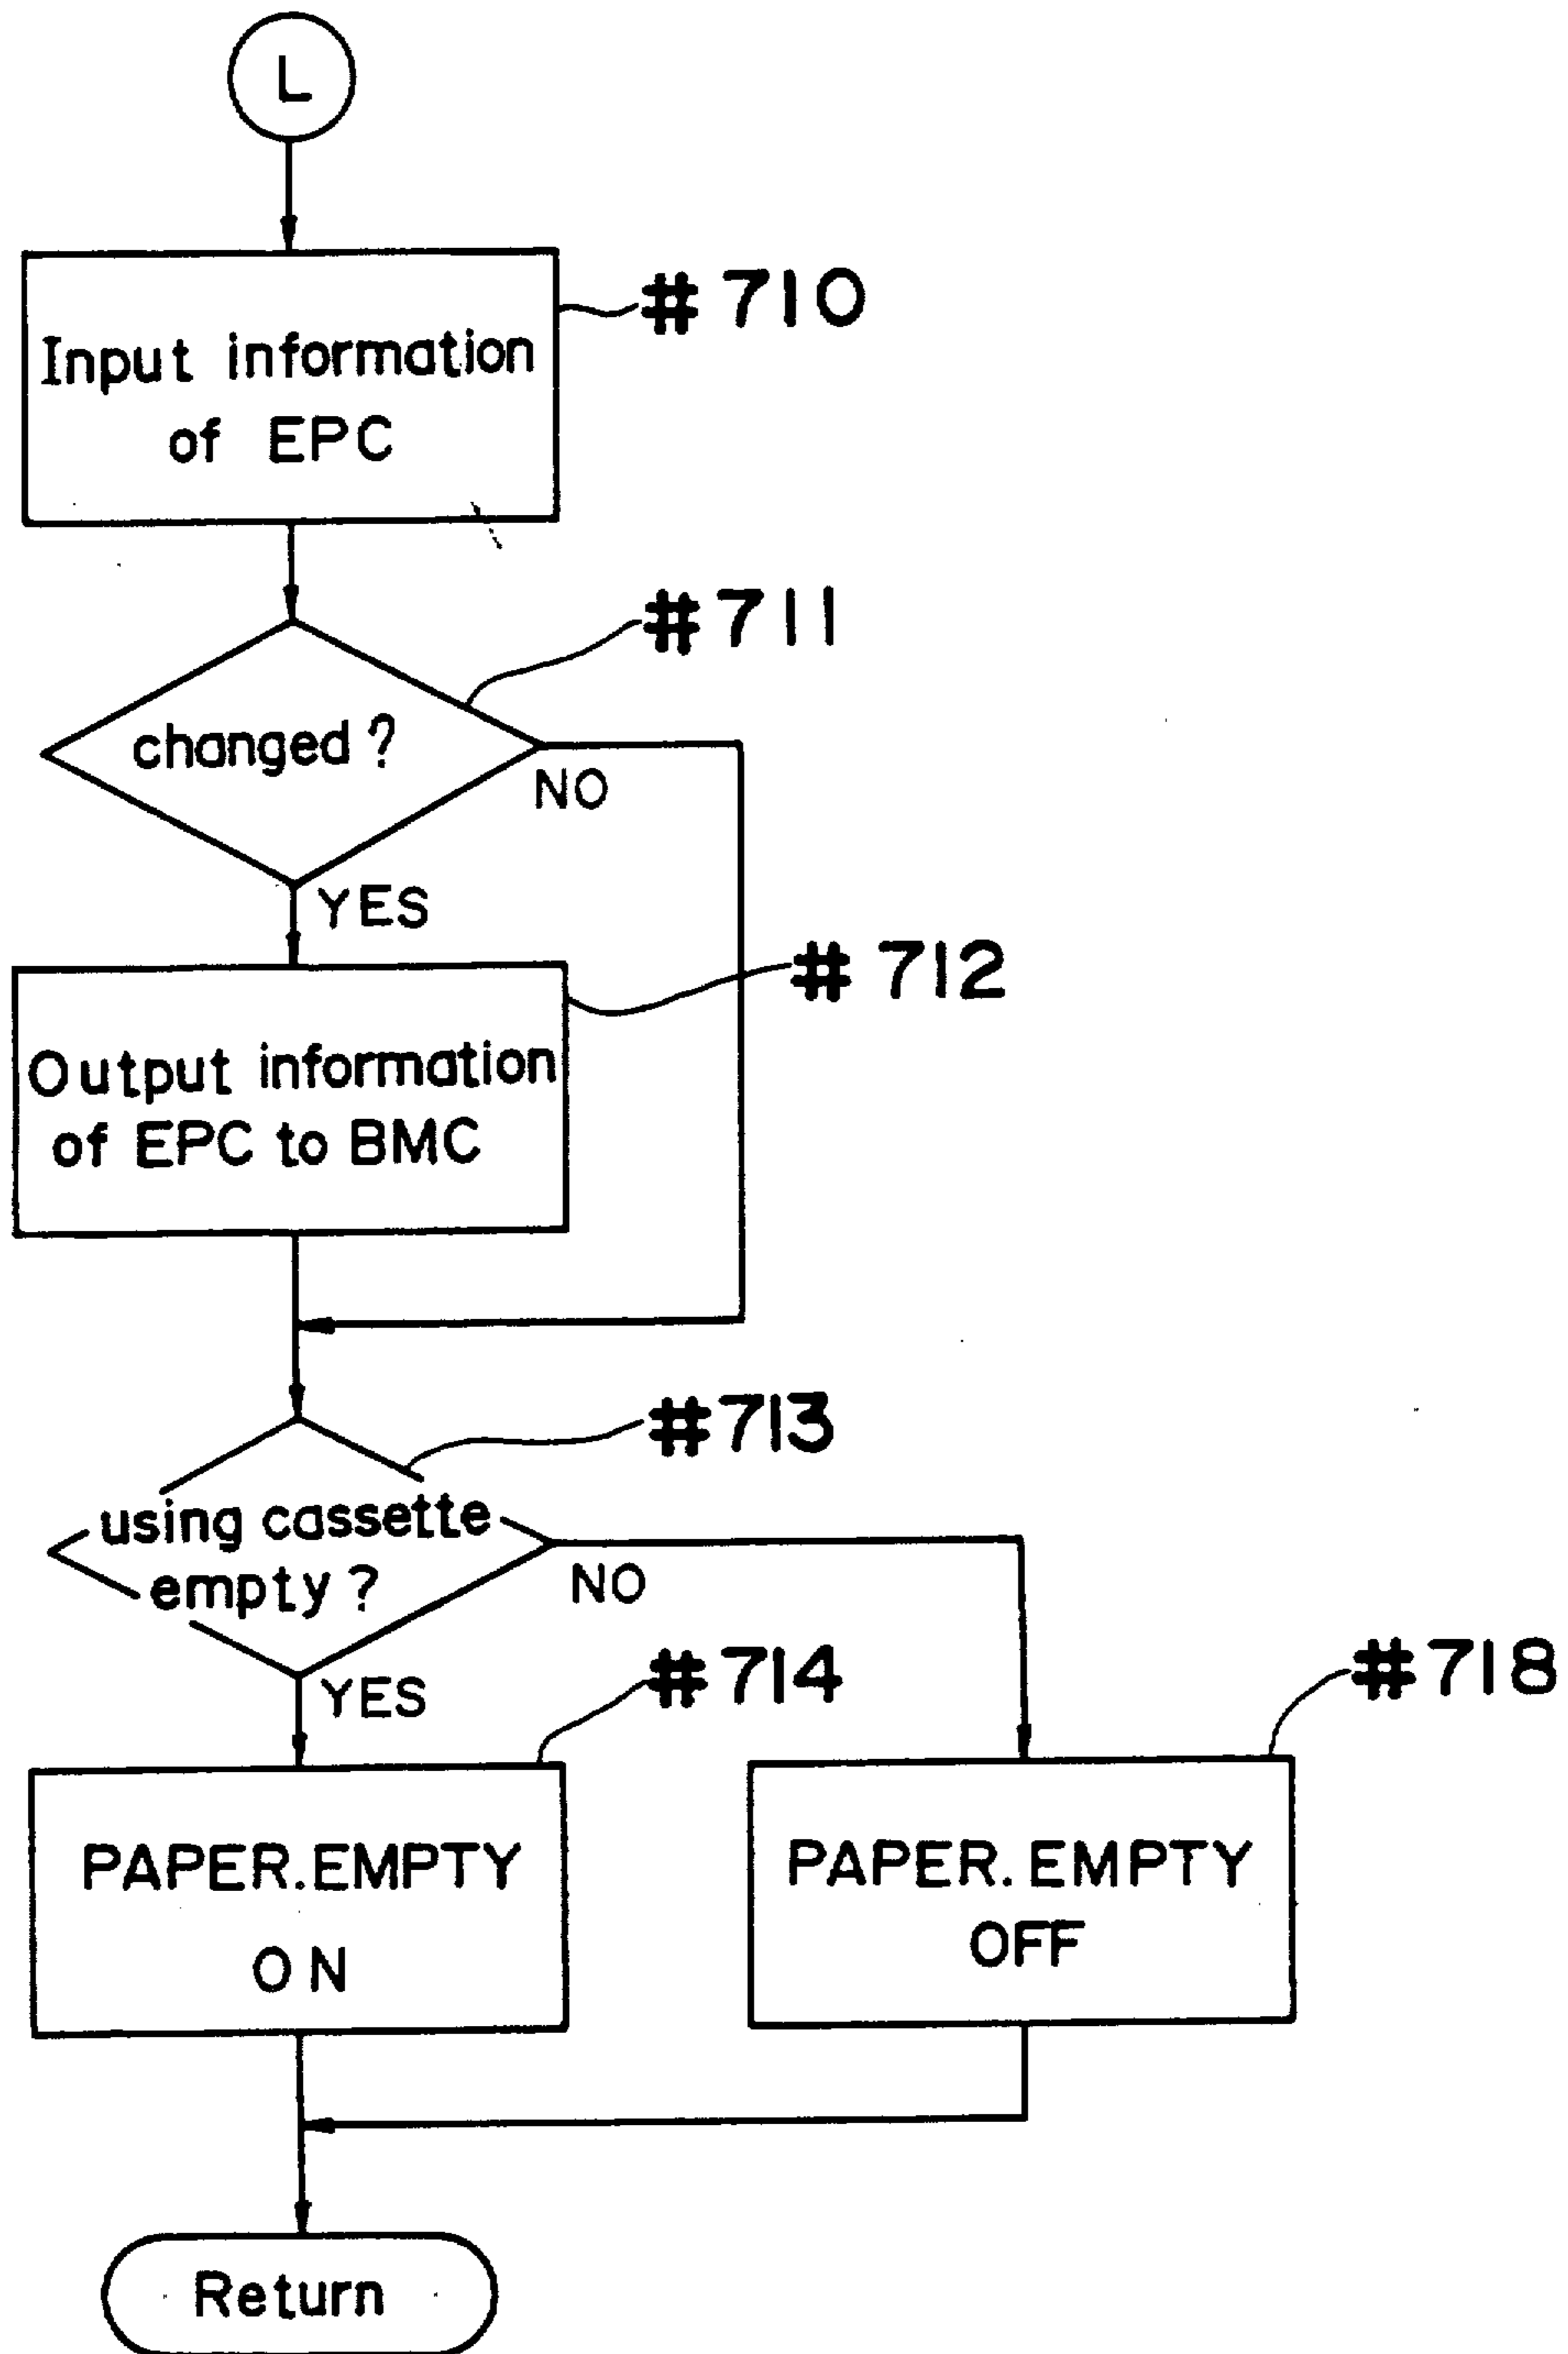 L
#710
Input information
of EPC
#711
changed?
NO
YES
#712
Output information
of EPC to BMC
#713
using cassette
empty?
NO
YES
#714
#718
PAPER.EMPTY
ON
PAPER.EMPTY
OFF
Return